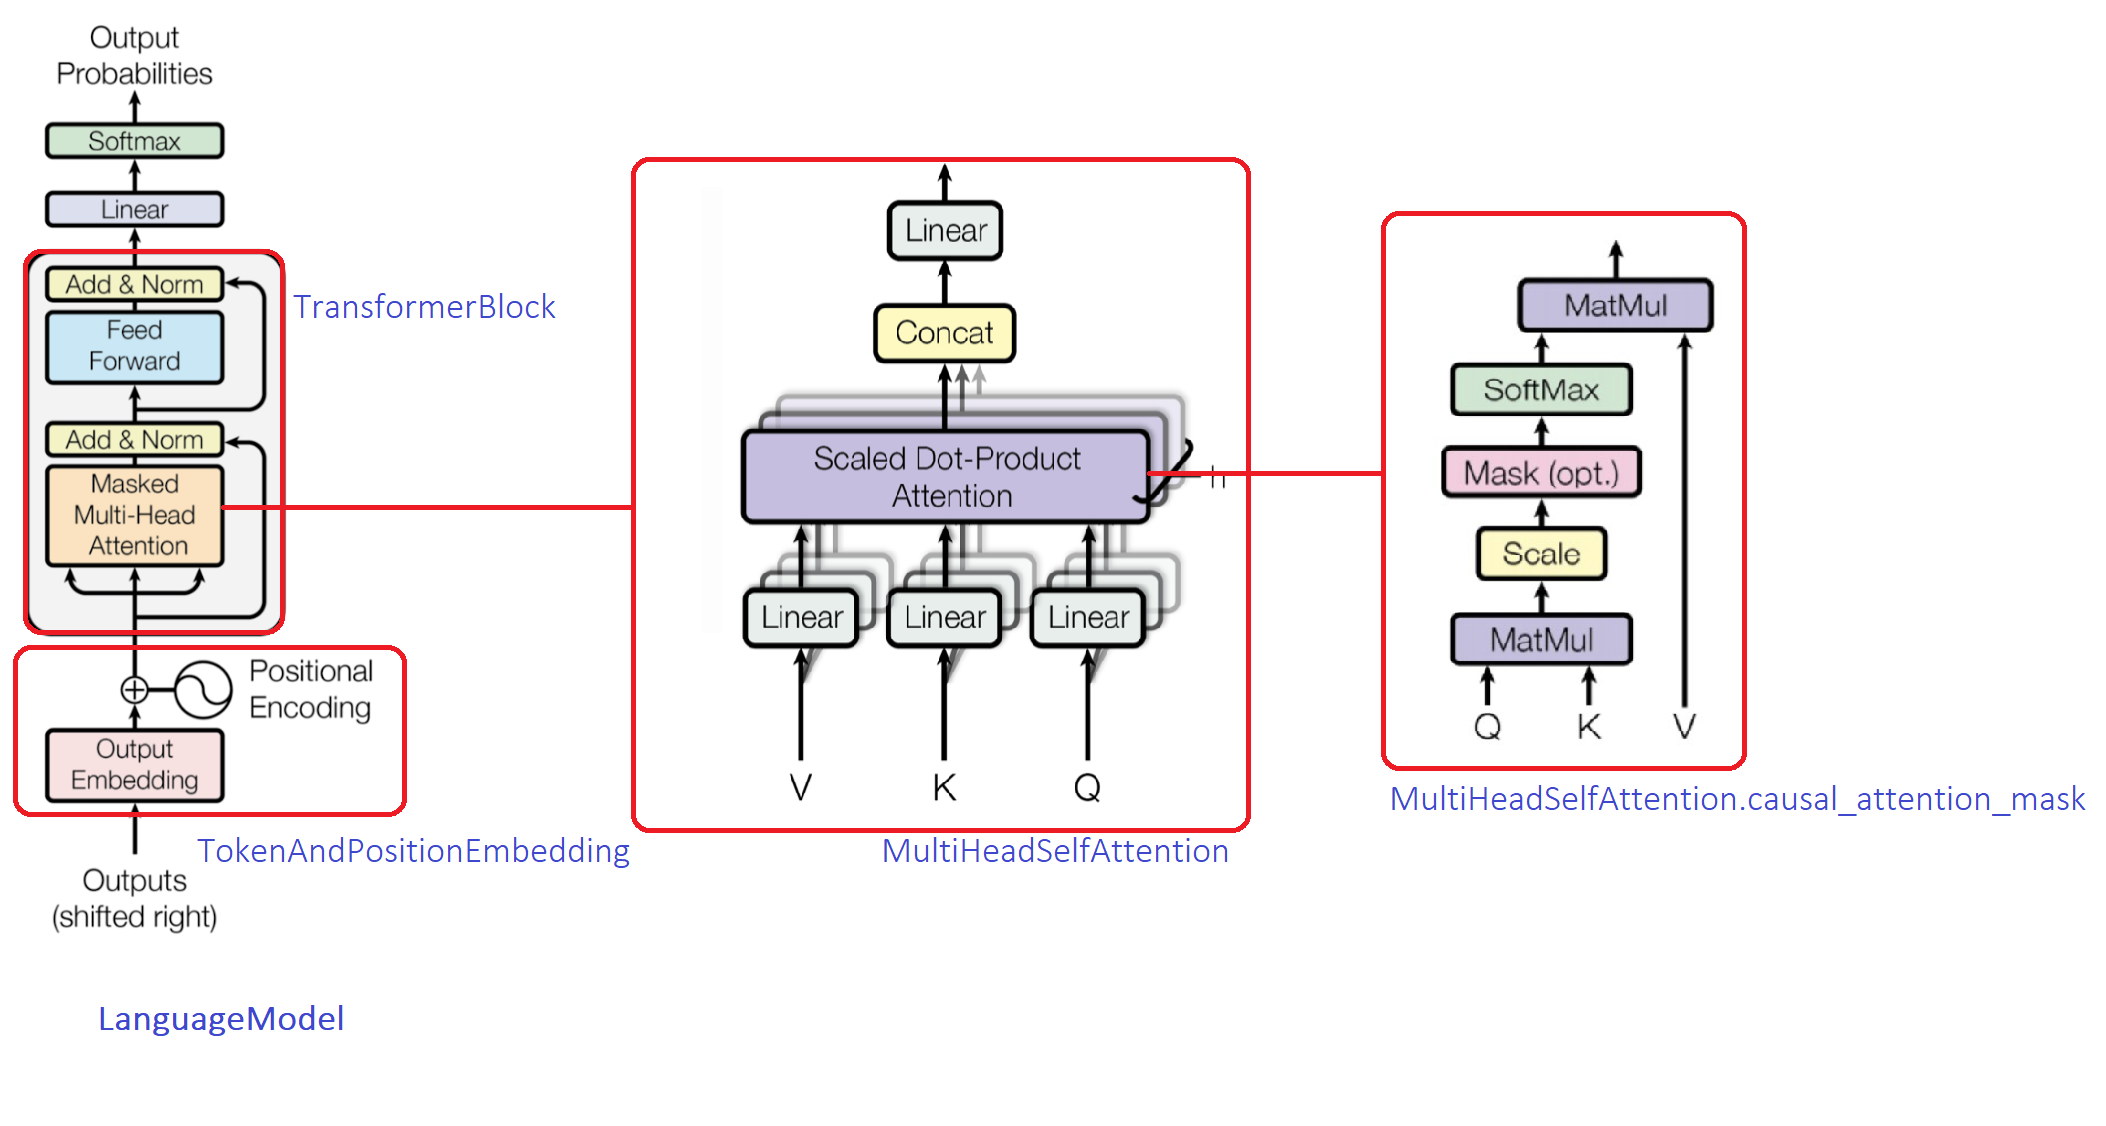 Output
Probabilities
Softmax
Linear
Add & Norm
Feed
Forward
Add & Norm
Masked
Multi-Head
Attention
TransformerBlock
Positional
Encoding
Output
Embedding
TokenAndPositionEmbedding
Outputs
(shifted right)
LanguageModel
Linear
Concat
Scaled Dot-Product
Attention
h
Linear
Linear
Linear
V
K
Q
MultiHeadSelfAttention
MatMul
SoftMax
Mask (opt.)
Scale
MatMul
Q
K
V
MultiHeadSelfAttention.causal_attention_mask